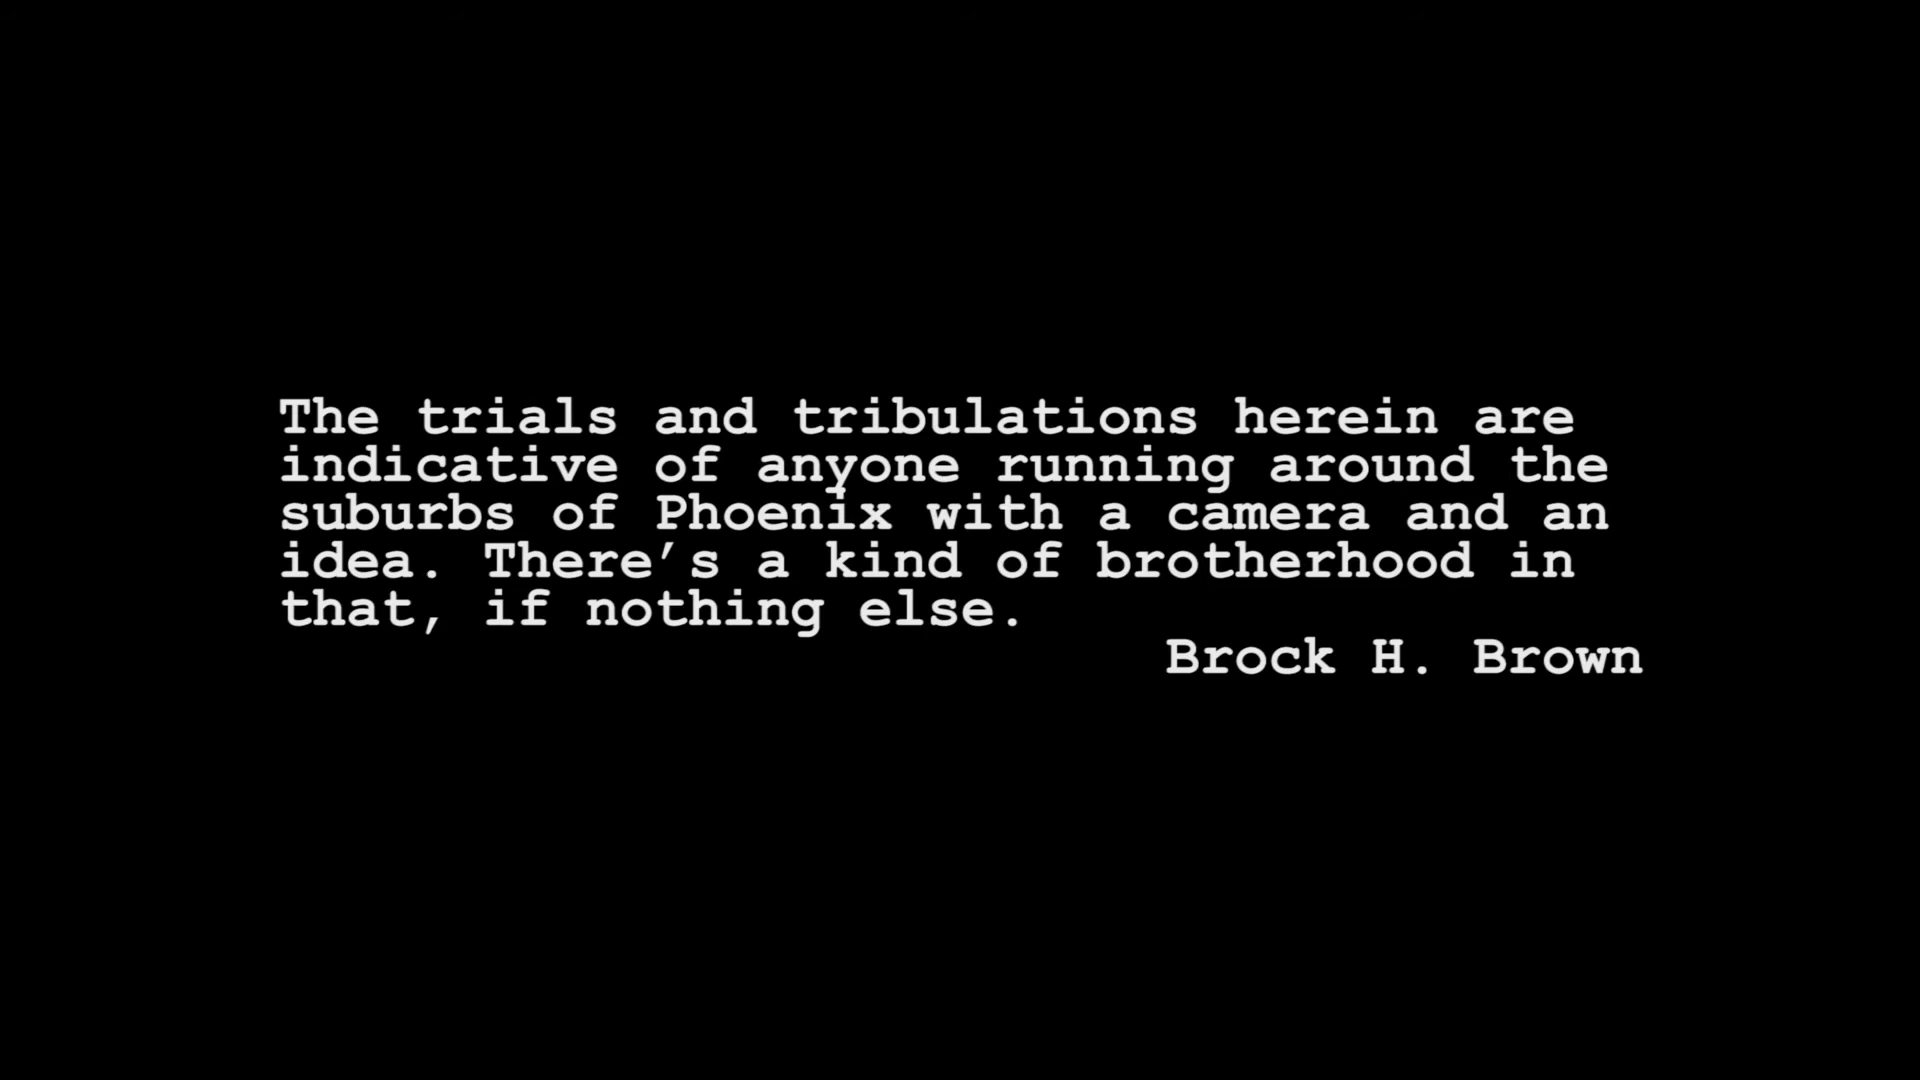 The trials and tribulations herein are
indicative of anyone running around the
suburbs of Phoenix with a camera and an
idea. There’s a kind of brotherhood in
that, if nothing else.
Brock H. Brown